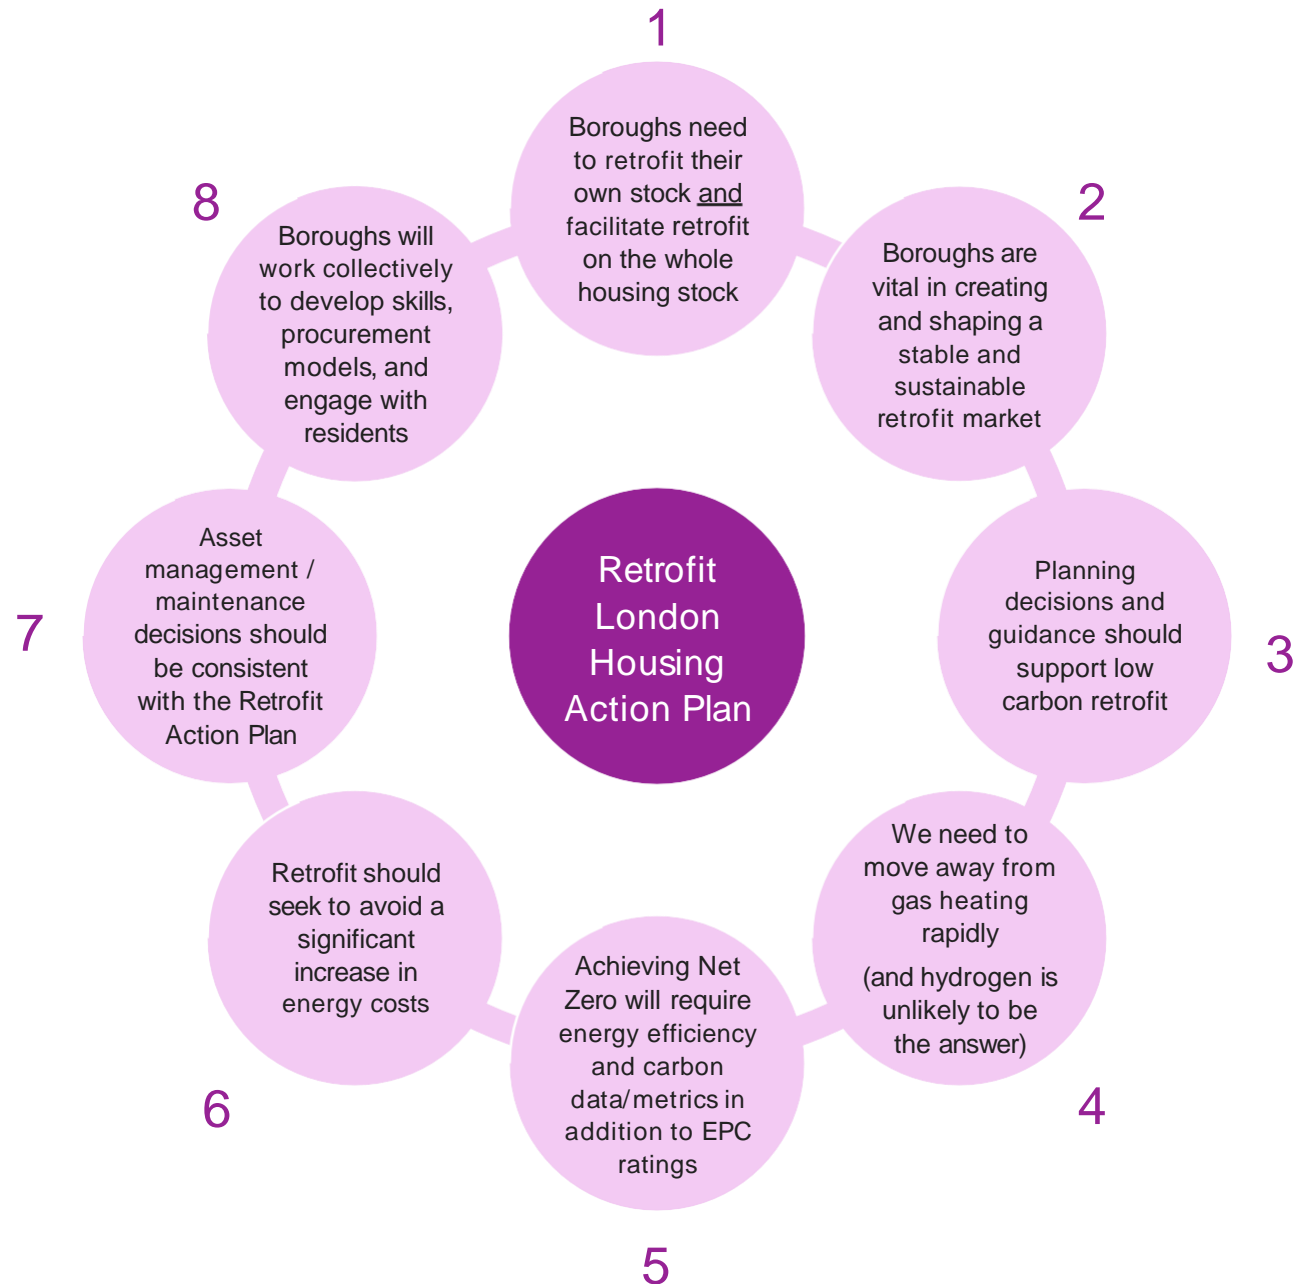 1
Boroughs need
to retrofit their
own stock and
facilitate retrofit
on the whole
housing stock
2
Boroughs are
vital in creating
and shaping a
stable and
sustainable
retrofit market
3
Planning
decisions and
guidance should
support low
carbon retrofit
4
We need to
move away from
gas heating
rapidly
(and hydrogen is
unlikely to be
the answer)
5
Achieving Net
Zero will require
energy efficiency
and carbon
data/metrics in
addition to EPC
ratings
6
Retrofit should
seek to avoid a
significant
increase in
energy costs
7
Asset
management /
maintenance
decisions should
be consistent
with the Retrofit
Action Plan
8
Boroughs will
work collectively
to develop skills,
procurement
models, and
engage with
residents
Retrofit
London
Housing
Action Plan